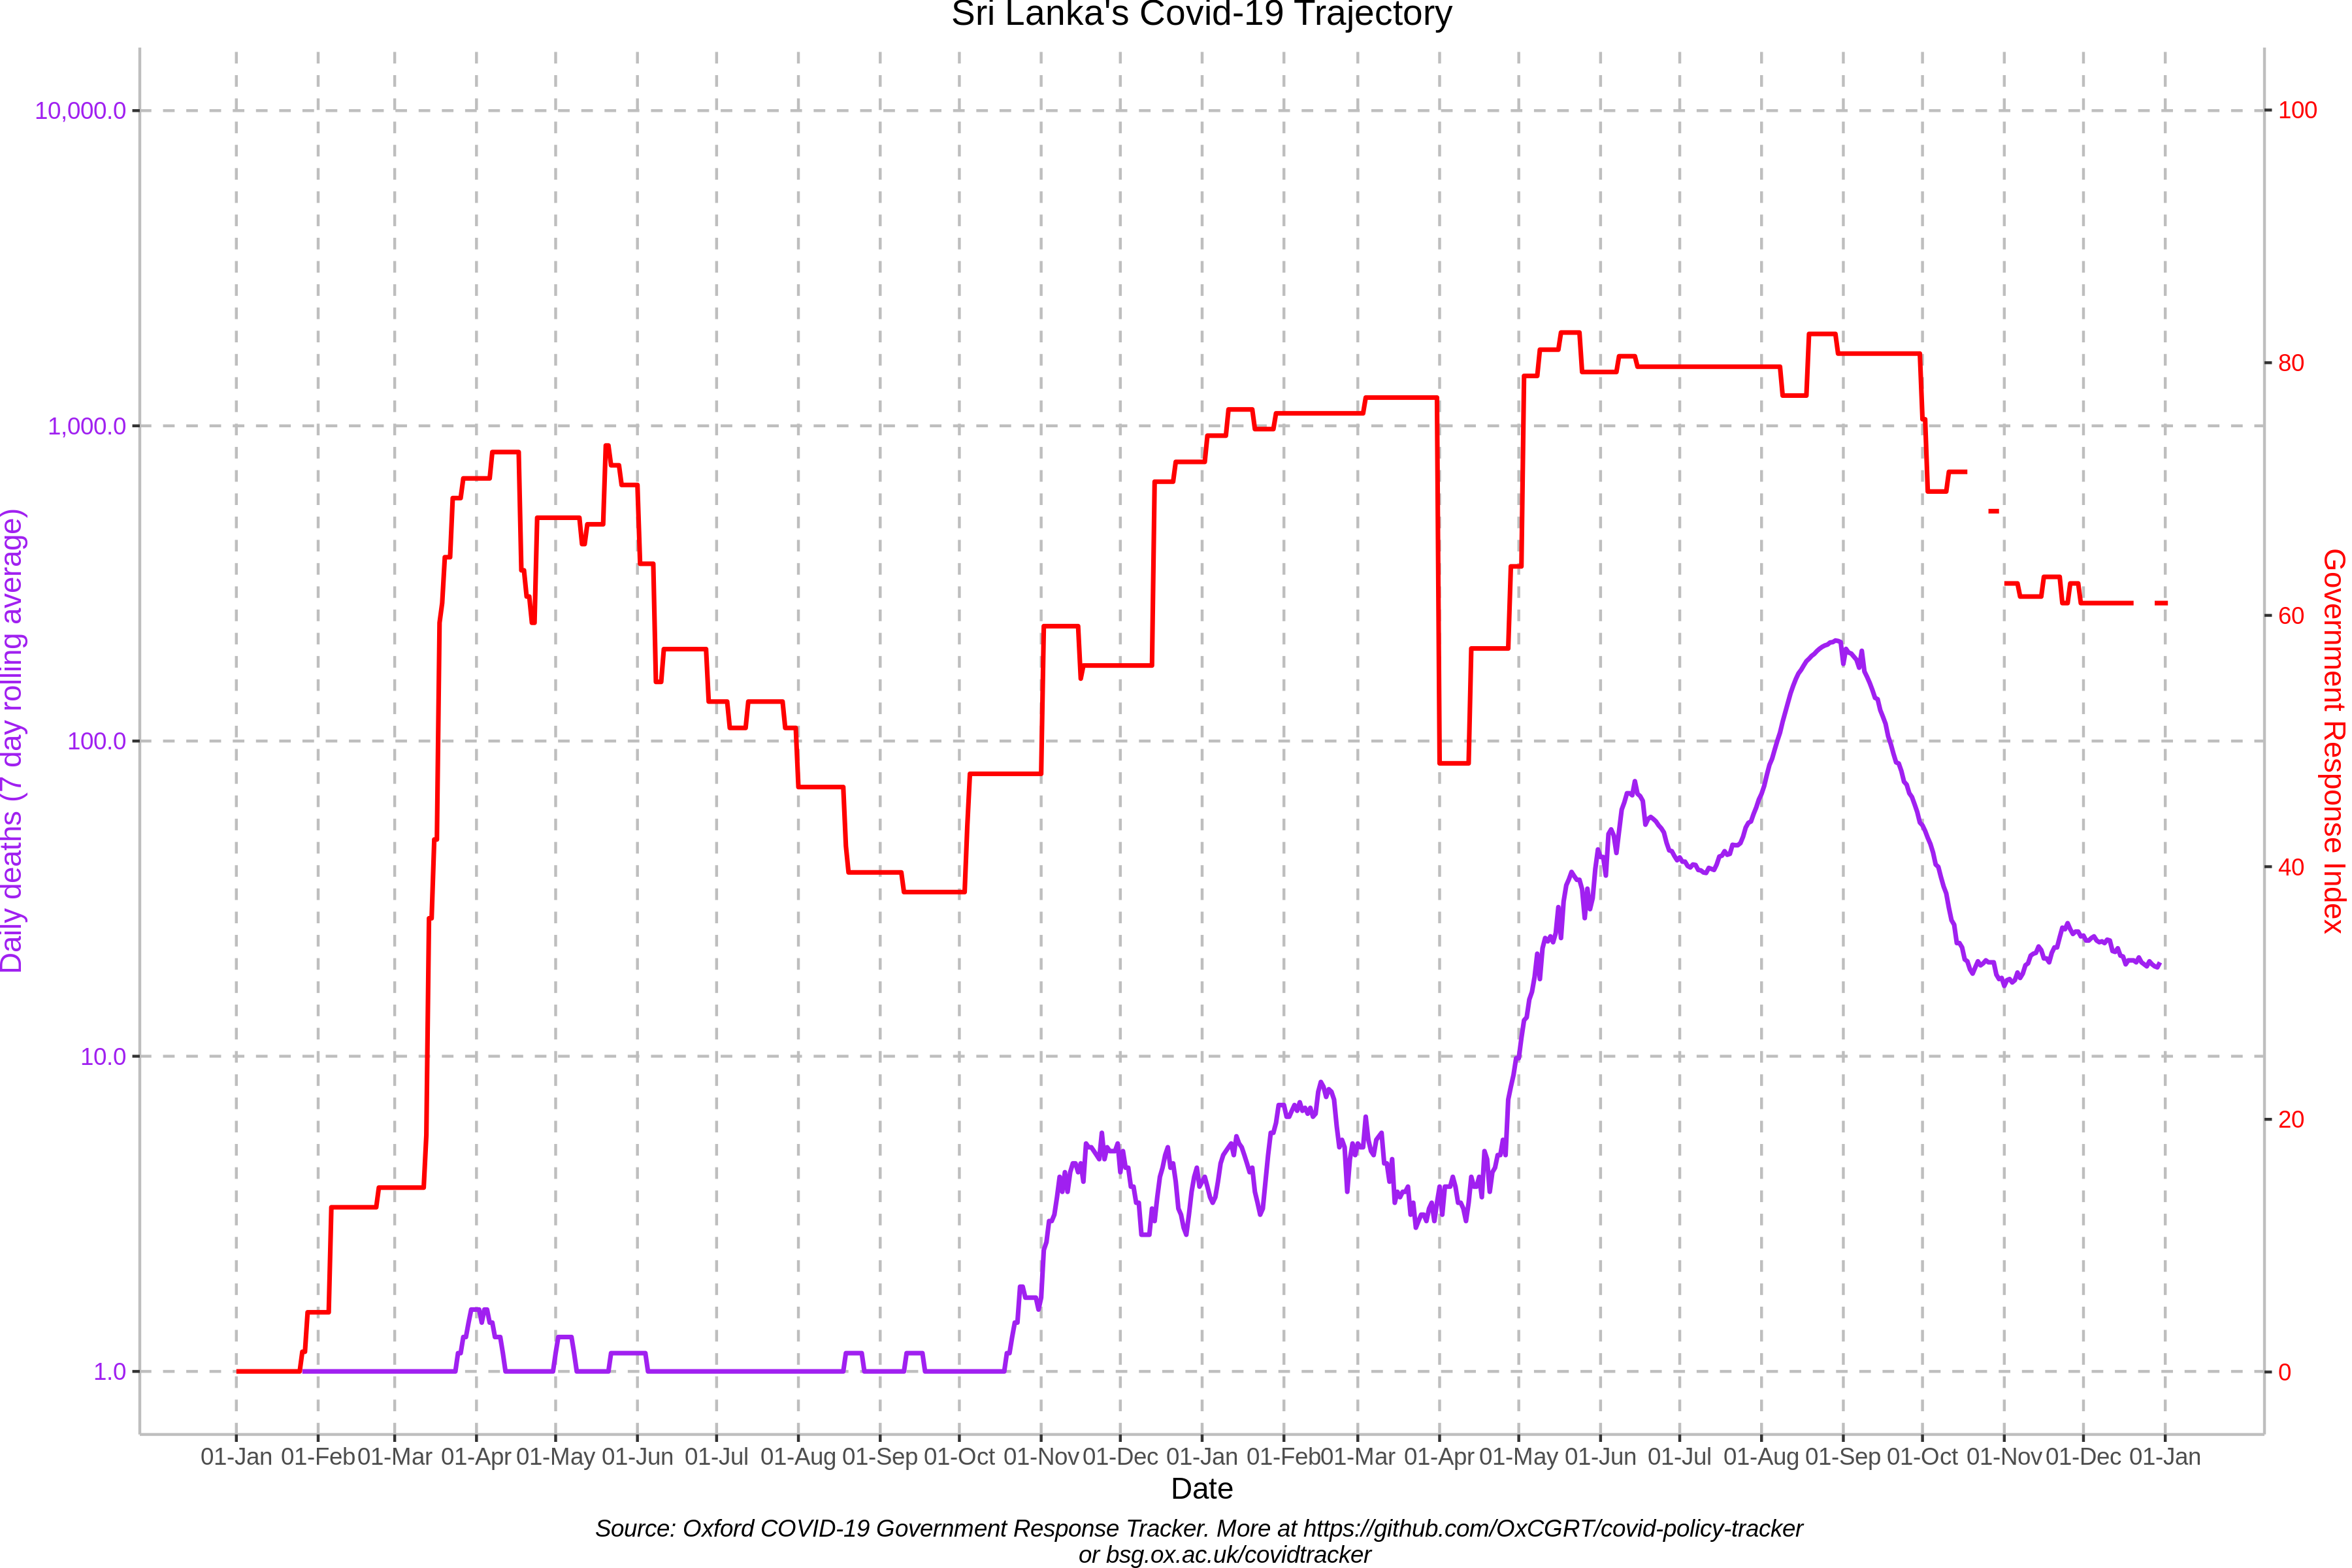 Sri Lanka's Covid-19 Trajectory
10,000.0
1,000.0
100.0
10.0
1.0
Daily deaths (7 day rolling average)
100
80
60
40
20
0
Government Response Index
01-Jan 01-Feb 01-Mar 01-Apr 01-May 01-Jun 01-Jul 01-Aug 01-Sep 01-Oct 01-Nov 01-Dec 01-Jan 01-Feb 01-Mar 01-Apr 01-May 01-Jun 01-Jul 01-Aug 01-Sep 01-Oct 01-Nov 01-Dec 01-Jan
Date
Source: Oxford COVID-19 Government Response Tracker. More at https://github.com/OxCGRT/covid-policy-tracker
or bsg.ox.ac.uk/covidtracker